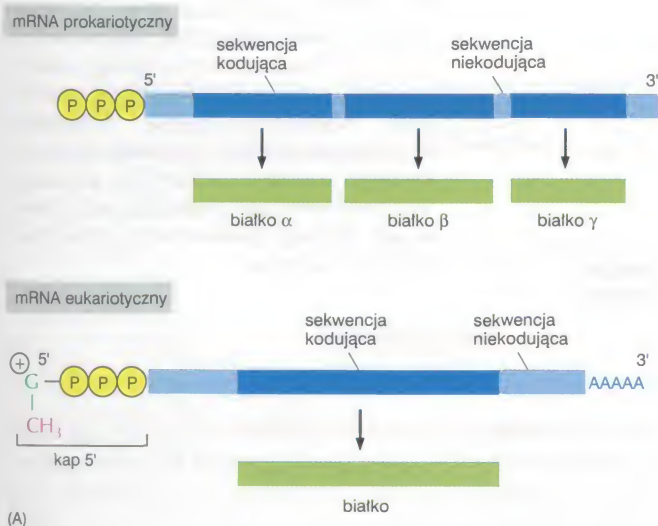 mRNA prokariotyczny
sekwencja
kodująca
sekwencja
niekodująca
5'
3'
P P P
białko α
białko β
białko γ
mRNA eukariotyczny
sekwencja
kodująca
sekwencja
niekodująca
+
5'
3'
G P P P
AAAAA
CH₃
kap 5'
białko
(A)